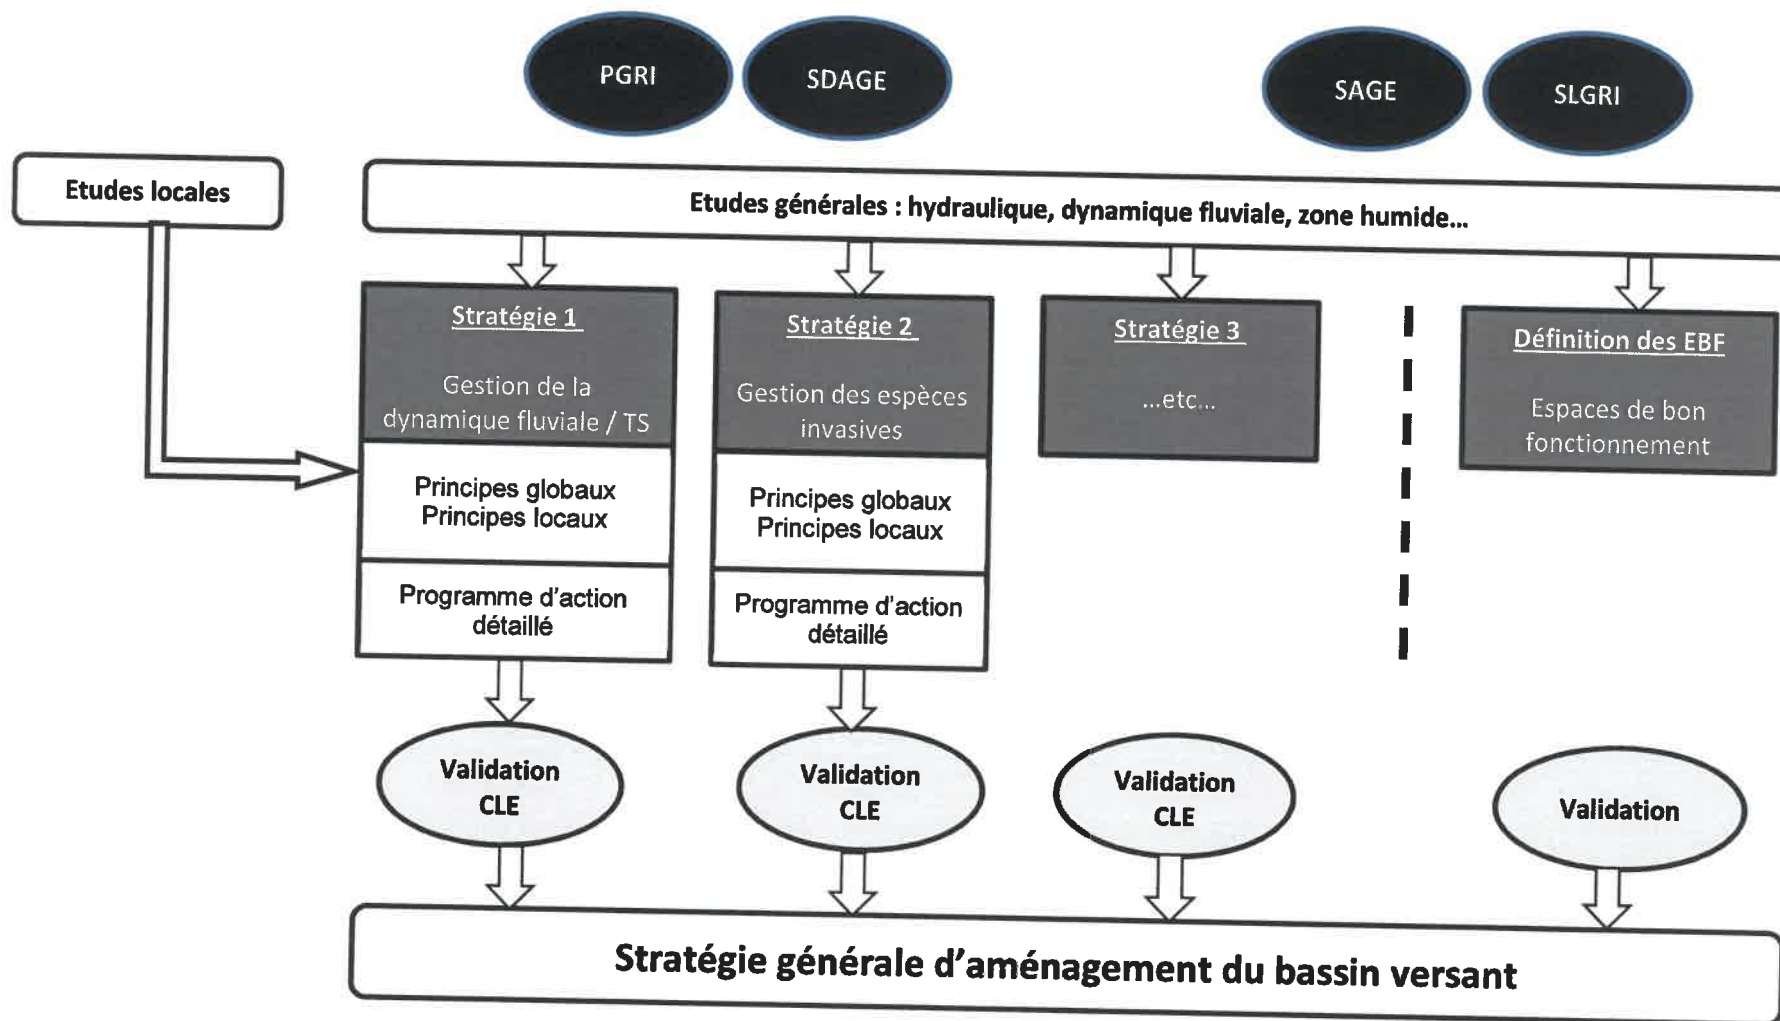 PGRI
SDAGE
SAGE
SLGRI
Etudes locales
Etudes générales : hydraulique, dynamique fluviale, zone humide...
Stratégie 1
Gestion de la
dynamique fluviale / TS
Principes globaux
Principes locaux
Programme d'action
détaillé
Stratégie 2
Gestion des espèces
invasives
Principes globaux
Principes locaux
Programme d'action
détaillé
Stratégie 3
...etc...
Définition des EBF
Espaces de bon
fonctionnement
Validation
CLE
Validation
CLE
Validation
CLE
Validation
Stratégie générale d'aménagement du bassin versant